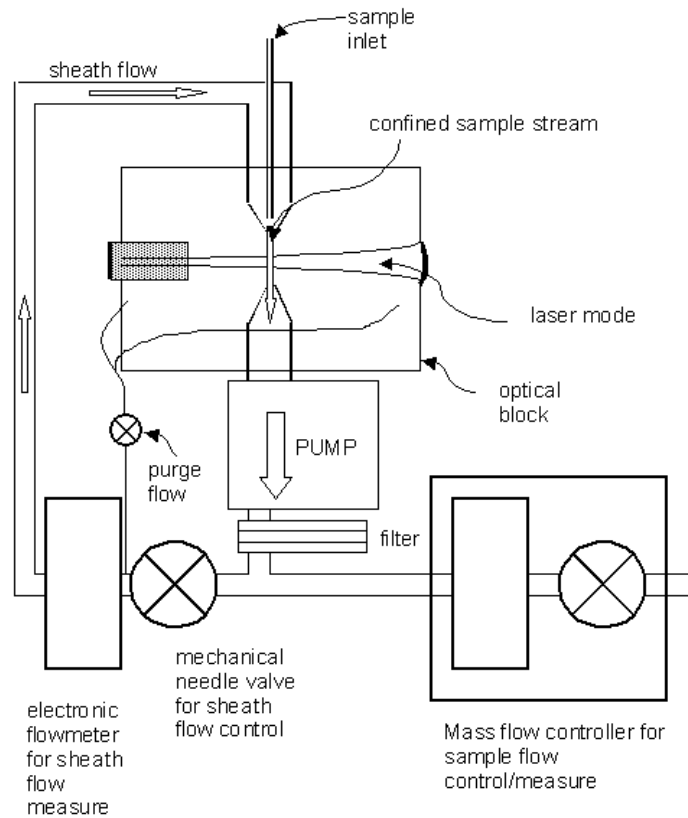 sample
inlet
sheath flow
confined sample stream
laser mode
optical
block
PUMP
purge
flow
filter
mechanical
needle valve
for sheath
flow control
electronic
flowmeter
for sheath
flow
measure
Mass flow controller for
sample flow
control/measure